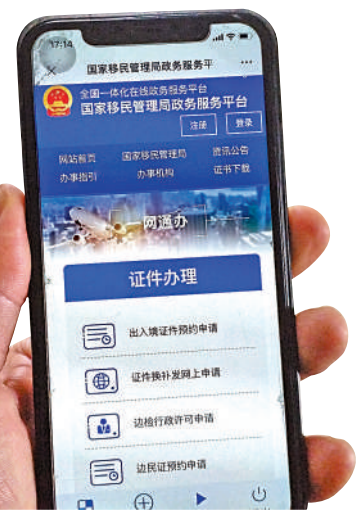 17:14
国家移民管理局政务服务平
全国一体化在线政务服务平台
国家移民管理局政务服务平台
注册 登录
网站首页 国家移民管理局 资讯公告
办事指引 办事机构 证书下载
一网通办
证件办理
出入境证件预约申请
证件换补发网上申请
边检行政许可申请
边民证预约申请